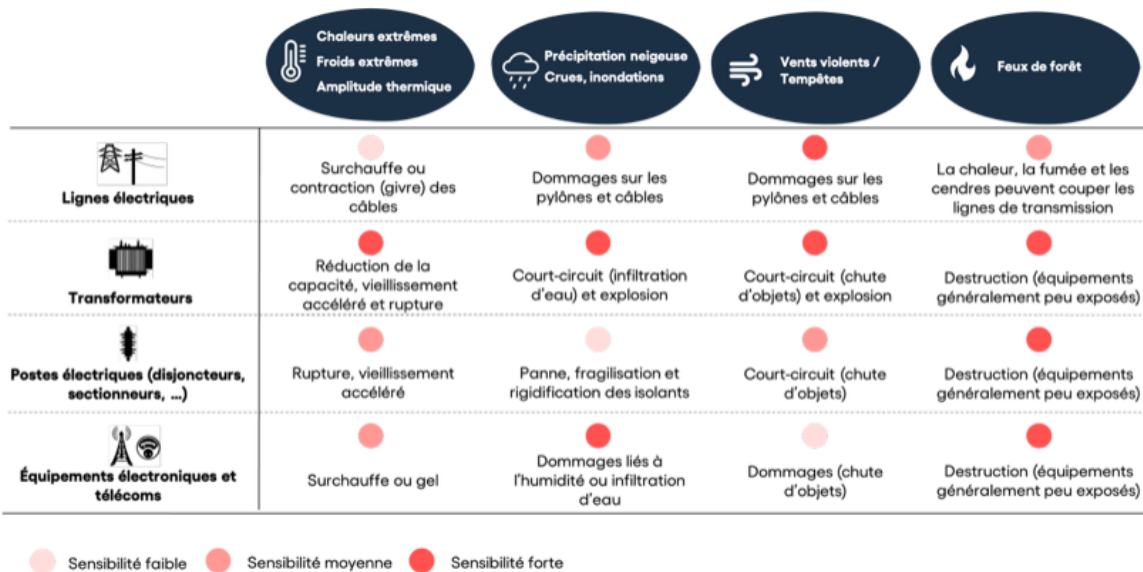 Chaleurs extrêmes
Froids extrêmes
Amplitude thermique
Précipitation neigeuse
Crues, inondations
Vents violents /
Tempêtes
Feux de forêt
Lignes électriques
Surchauffe ou
contraction (givre) des
câbles
Dommages sur les
pylônes et câbles
Dommages sur les
pylônes et câbles
La chaleur, la fumée et les
cendres peuvent couper les
lignes de transmission
Transformateurs
Réduction de la
capacité, vieillissement
accéléré et rupture
Court-circuit (infiltration
d'eau) et explosion
Court-circuit (chute
d'objets) et explosion
Destruction (équipements
généralement peu exposés)
Postes électriques (disjoncteurs,
sectionneurs, ...)
Rupture, vieillissement
accéléré
Panne, fragilisation et
rigidification des isolants
Court-circuit (chute
d'objets)
Destruction (équipements
généralement peu exposés)
Équipements électroniques et
télécoms
Surchauffe ou gel
Dommages liés à
l'humidité ou infiltration
d'eau
Dommages (chute
d'objets)
Destruction (équipements
généralement peu exposés)
Sensibilité faible
Sensibilité moyenne
Sensibilité forte